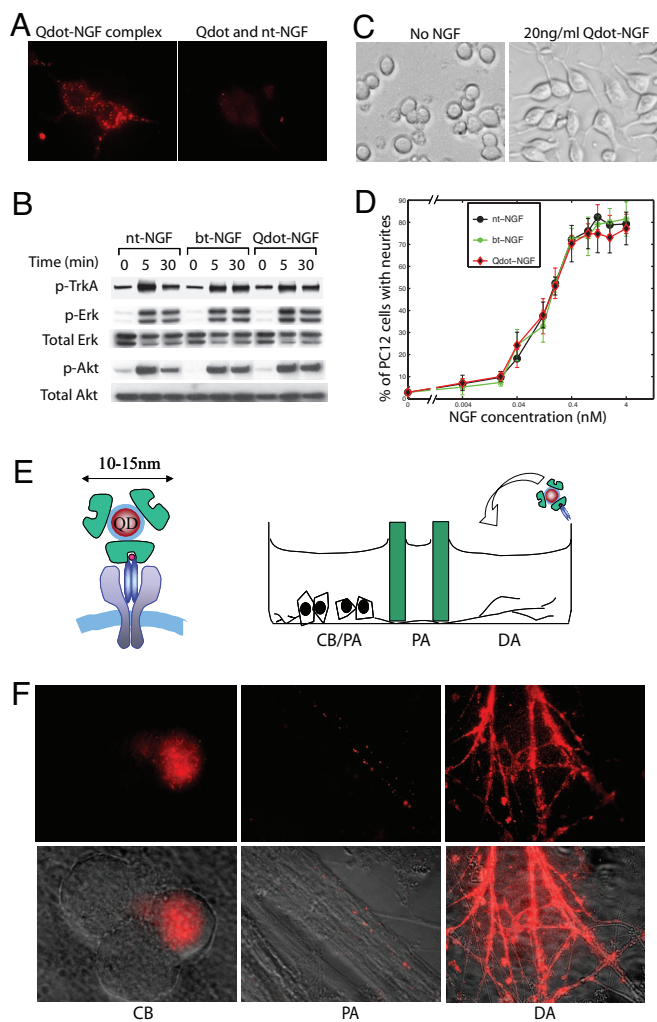 A
Qdot-NGF complex
Qdot and nt-NGF
B
nt-NGF bt-NGF Qdot-NGF
Time (min) 0 5 30 0 5 30 0 5 30
p-TrkA
p-Erk
Total Erk
p-Akt
Total Akt
C
No NGF
20ng/ml Qdot-NGF
D
% of PC12 cells with neurites
90
80
70
60
50
40
30
20
10
0
nt–NGF
bt–NGF
Qdot–NGF
0 0.004 0.04 0.4 4
NGF concentration (nM)
E
10-15nm
QD
CB/PA PA DA
F
CB PA DA